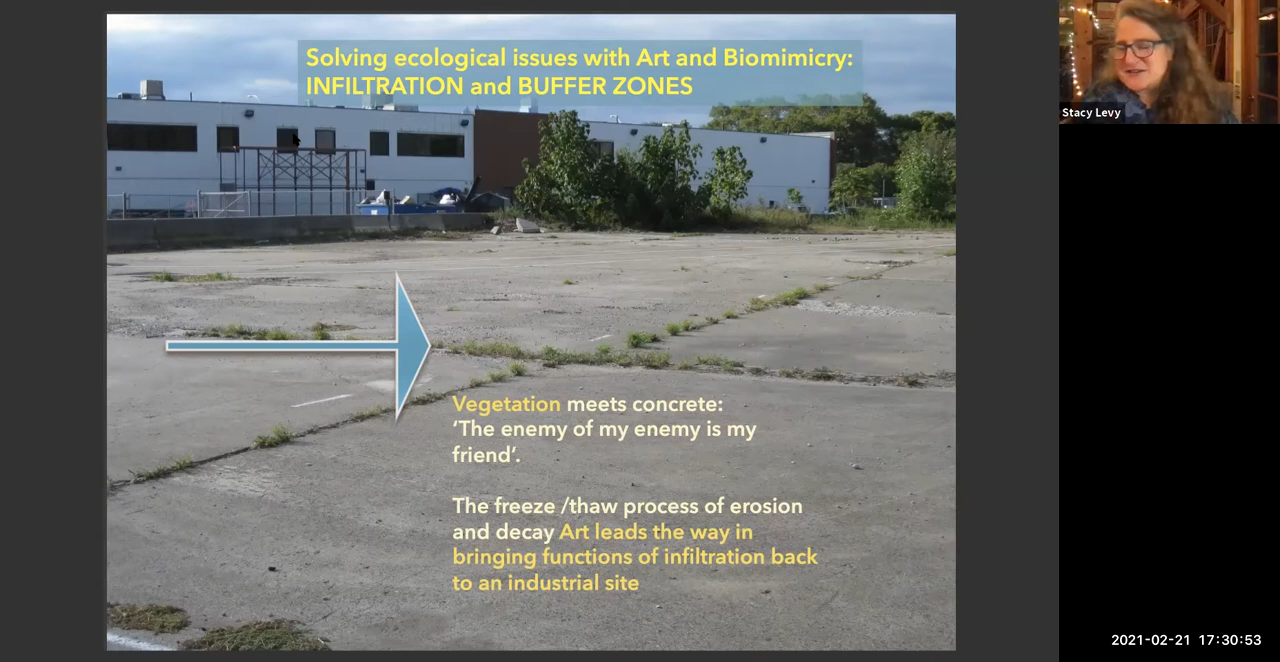 Solving ecological issues with Art and Biomimicry:
INFILTRATION and BUFFER ZONES
Stacy Levy
Vegetation meets concrete:
‘The enemy of my enemy is my
friend’.
The freeze /thaw process of erosion
and decay Art leads the way in
bringing functions of infiltration back
to an industrial site
2021-02-21 17:30:53